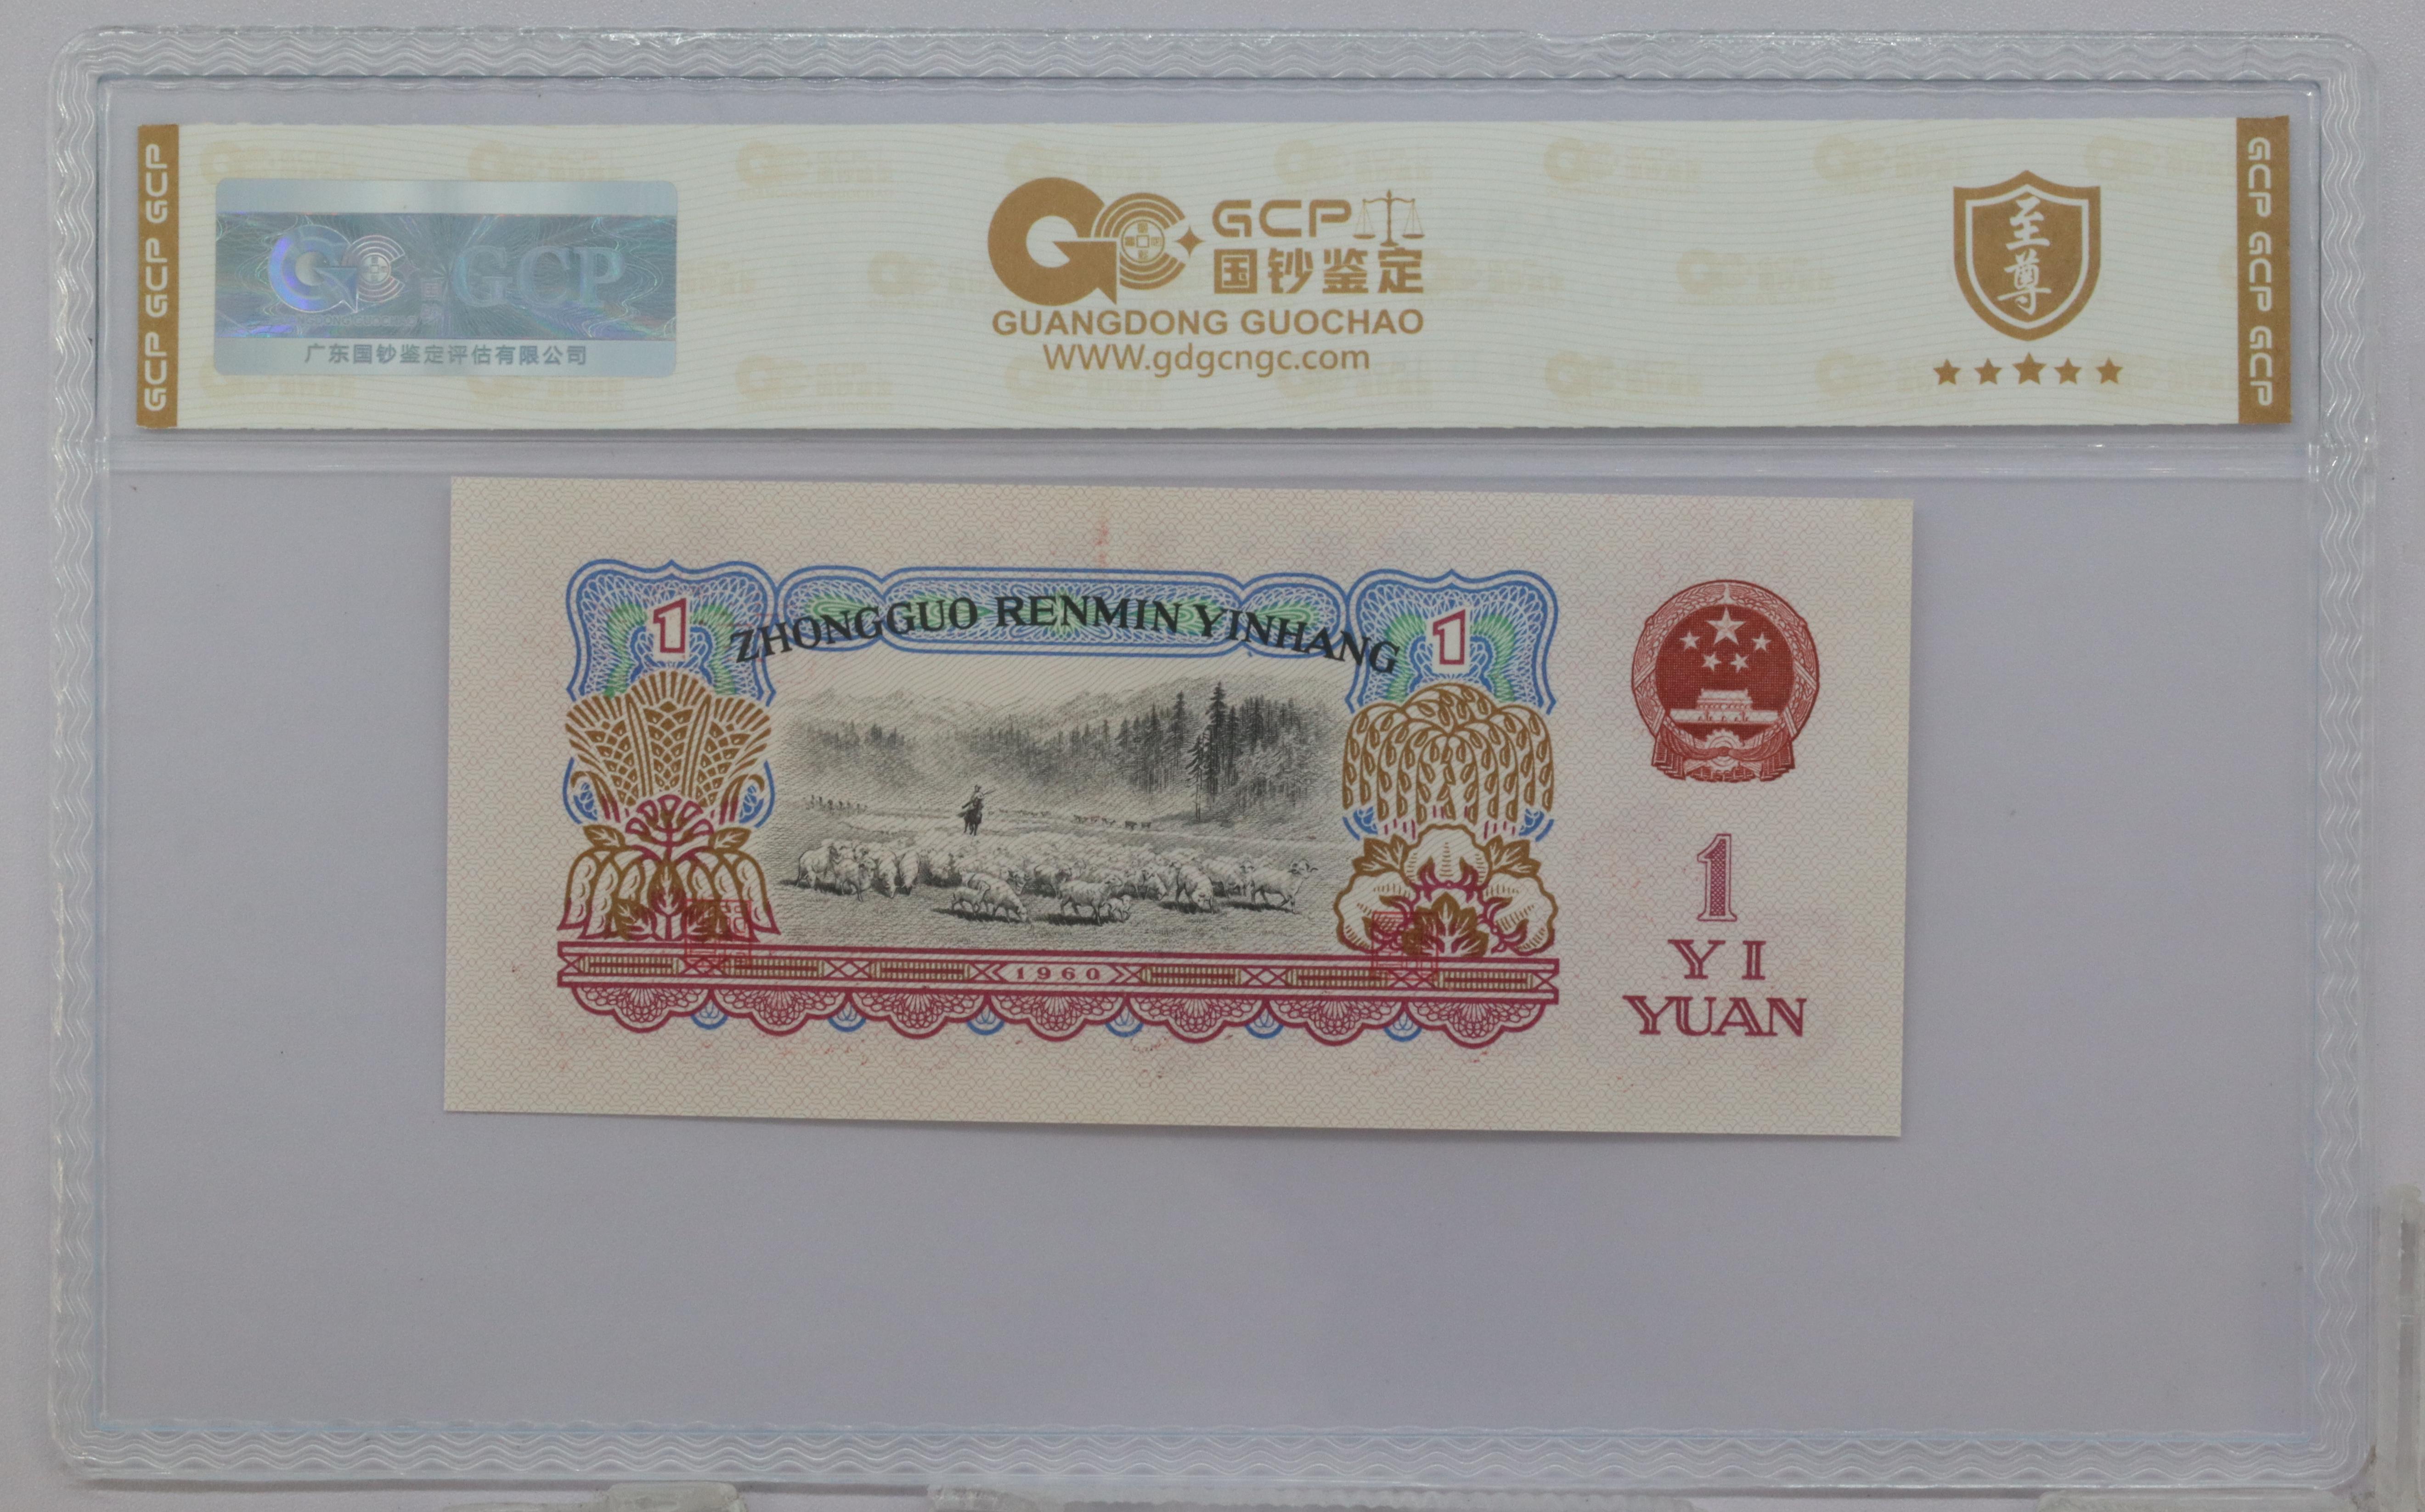 GCP GCP GCP
GCP
广东国钞鉴定评估有限公司
GCP
国钞鉴定
GUANGDONG GUOCHAO
WWW.gdgcngc.com
至尊
GCP GCP GCP
1
ZHONGGUO RENMIN YINHANG
1
1960
1
YI
YUAN